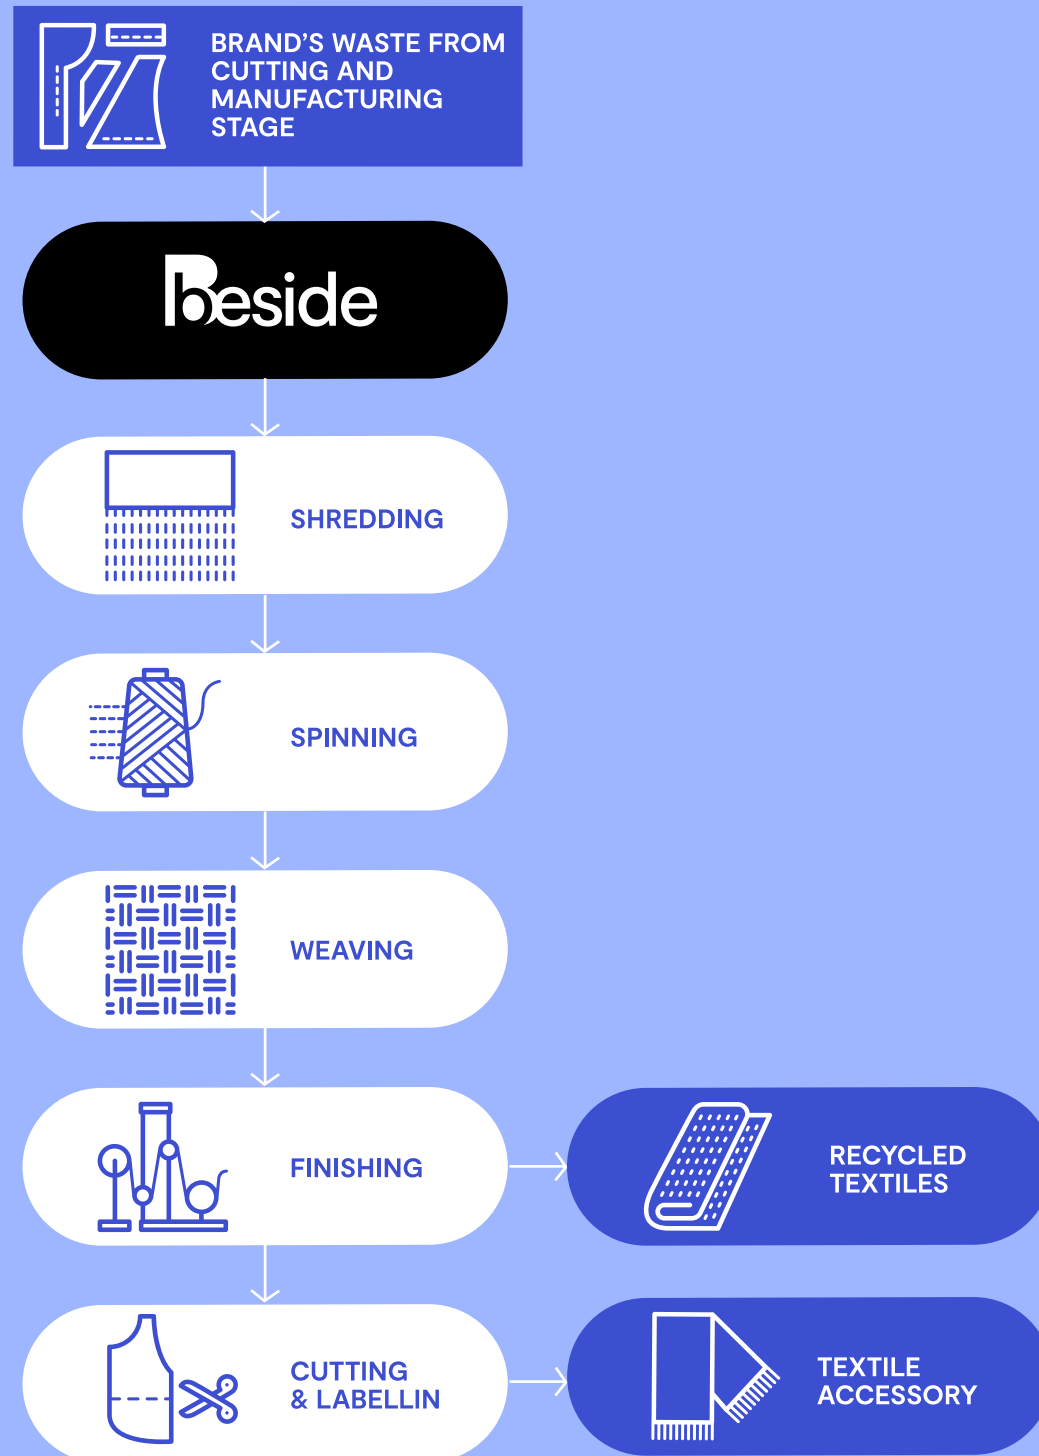 BRAND’S WASTE FROM
CUTTING AND
MANUFACTURING
STAGE
Beside
SHREDDING
SPINNING
WEAVING
FINISHING
RECYCLED
TEXTILES
CUTTING
& LABELLIN
TEXTILE
ACCESSORY